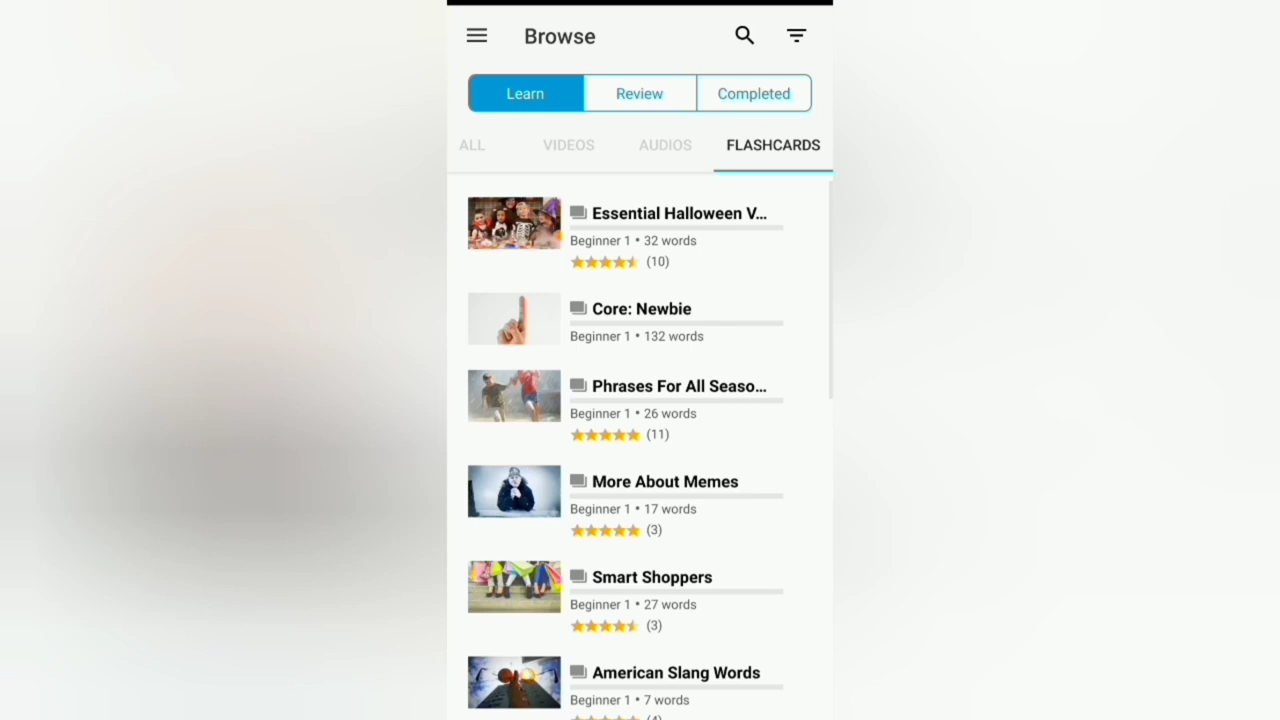 Browse
Learn Review Completed
ALL VIDEOS AUDIOS FLASHCARDS
Essential Halloween V...
Beginner 1 • 32 words
(10)
Core: Newbie
Beginner 1 • 132 words
Phrases For All Seaso...
Beginner 1 • 26 words
(11)
More About Memes
Beginner 1 • 17 words
(3)
Smart Shoppers
Beginner 1 • 27 words
(3)
American Slang Words
Beginner 1 • 7 words
(4)